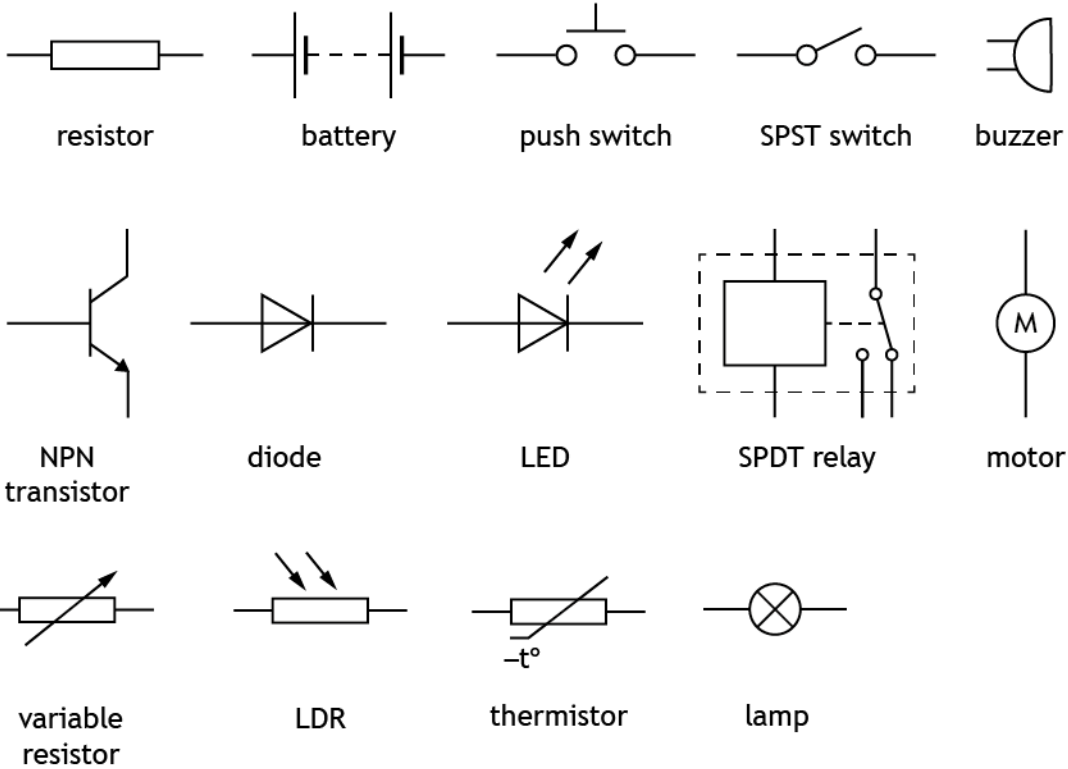 resistor
battery
push switch
SPST switch
buzzer
M
NPN
transistor
diode
LED
SPDT relay
motor
–t°
variable
resistor
LDR
thermistor
lamp